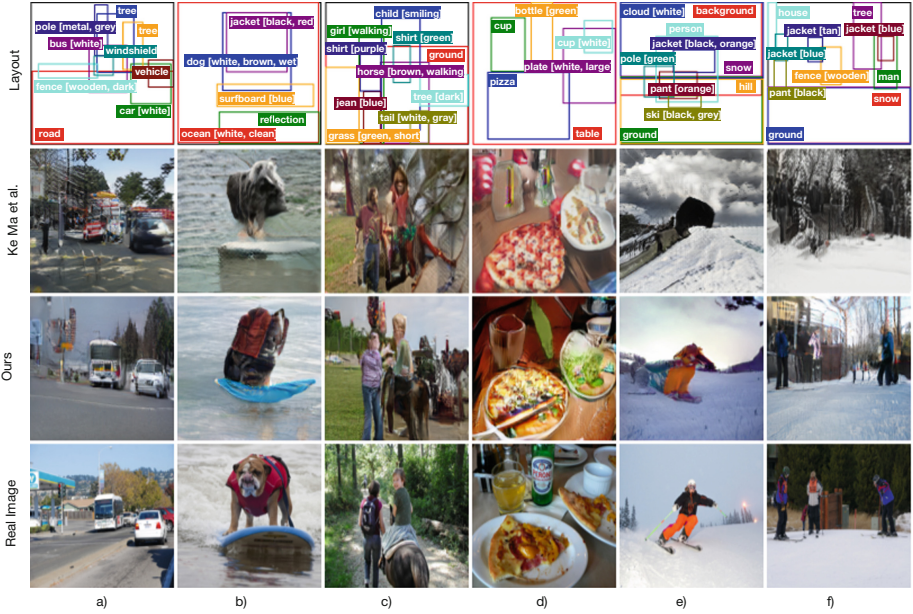 Layout
tree
pole [metal, grey
tree
bus [white]
windshield
vehicle
fence [wooden, dark
car [white]
road
jacket [black, red
dog [white, brown, wet
surfboard [blue]
reflection
ocean [white, clean]
child [smiling]
girl [walking]
shirt [green]
shirt [purple]
ground
horse [brown, walking
tree [dark]
jean [blue]
tail [white, gray]
grass [green, short
bottle [green]
cup
cup [white]
plate [white, large]
pizza
table
cloud [white]
background
person
jacket [black, orange]
pole [green]
snow
hill
pant [orange]
ski [black, grey]
ground
house
tree
jacket [tan]
jacket [blue]
jacket [blue]
fence [wooden]
man
pant [black]
snow
ground
Ke Ma et al.
Ours
Real Image
a)
b)
c)
d)
e)
f)